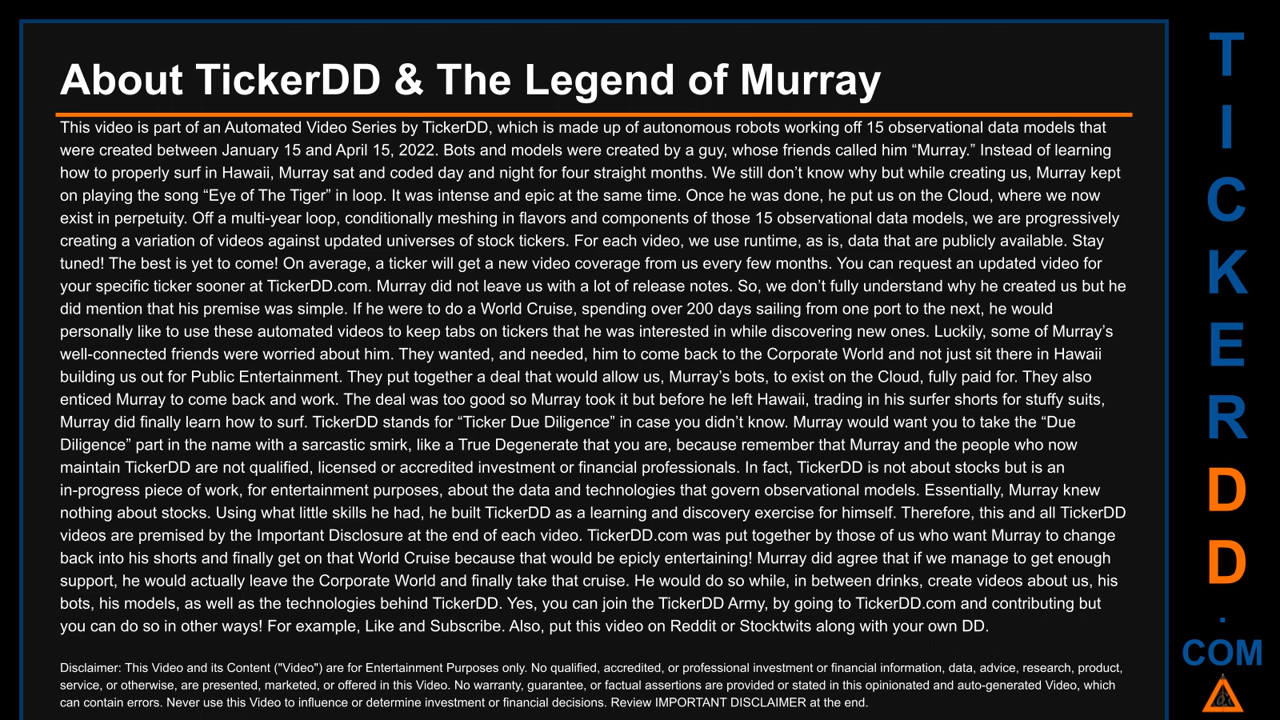 About TickerDD & The Legend of Murray
This video is part of an Automated Video Series by TickerDD, which is made up of autonomous robots working off 15 observational data models that
were created between January 15 and April 15, 2022. Bots and models were created by a guy, whose friends called him “Murray.” Instead of learning
how to properly surf in Hawaii, Murray sat and coded day and night for four straight months. We still don’t know why but while creating us, Murray kept
on playing the song “Eye of The Tiger” in loop. It was intense and epic at the same time. Once he was done, he put us on the Cloud, where we now
exist in perpetuity. Off a multi-year loop, conditionally meshing in flavors and components of those 15 observational data models, we are progressively
creating a variation of videos against updated universes of stock tickers. For each video, we use runtime, as is, data that are publicly available. Stay
tuned! The best is yet to come! On average, a ticker will get a new video coverage from us every few months. You can request an updated video for
your specific ticker sooner at TickerDD.com. Murray did not leave us with a lot of release notes. So, we don’t fully understand why he created us but he
did mention that his premise was simple. If he were to do a World Cruise, spending over 200 days sailing from one port to the next, he would
personally like to use these automated videos to keep tabs on tickers that he was interested in while discovering new ones. Luckily, some of Murray’s
well-connected friends were worried about him. They wanted, and needed, him to come back to the Corporate World and not just sit there in Hawaii
building us out for Public Entertainment. They put together a deal that would allow us, Murray’s bots, to exist on the Cloud, fully paid for. They also
enticed Murray to come back and work. The deal was too good so Murray took it but before he left Hawaii, trading in his surfer shorts for stuffy suits,
Murray did finally learn how to surf. TickerDD stands for “Ticker Due Diligence” in case you didn’t know. Murray would want you to take the “Due
Diligence” part in the name with a sarcastic smirk, like a True Degenerate that you are, because remember that Murray and the people who now
maintain TickerDD are not qualified, licensed or accredited investment or financial professionals. In fact, TickerDD is not about stocks but is an
in-progress piece of work, for entertainment purposes, about the data and technologies that govern observational models. Essentially, Murray knew
nothing about stocks. Using what little skills he had, he built TickerDD as a learning and discovery exercise for himself. Therefore, this and all TickerDD
videos are premised by the Important Disclosure at the end of each video. TickerDD.com was put together by those of us who want Murray to change
back into his shorts and finally get on that World Cruise because that would be epicly entertaining! Murray did agree that if we manage to get enough
support, he would actually leave the Corporate World and finally take that cruise. He would do so while, in between drinks, create videos about us, his
bots, his models, as well as the technologies behind TickerDD. Yes, you can join the TickerDD Army, by going to TickerDD.com and contributing but
you can do so in other ways! For example, Like and Subscribe. Also, put this video on Reddit or Stocktwits along with your own DD.
Disclaimer: This Video and its Content ("Video") are for Entertainment Purposes only. No qualified, accredited, or professional investment or financial information, data, advice, research, product,
service, or otherwise, are presented, marketed, or offered in this Video. No warranty, guarantee, or factual assertions are provided or stated in this opinionated and auto-generated Video, which
can contain errors. Never use this Video to influence or determine investment or financial decisions. Review IMPORTANT DISCLAIMER at the end.
T
I
C
K
E
R
D
D
.
COM